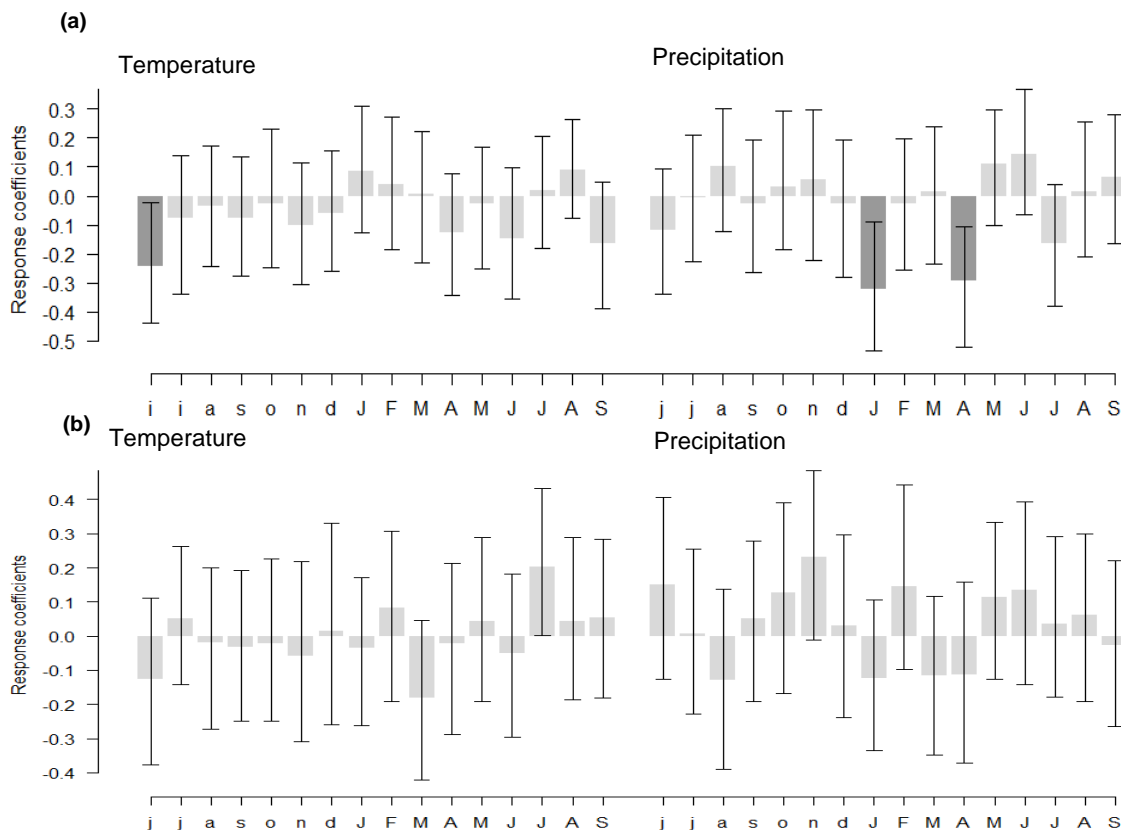 (a)
Temperature
Precipitation
Response coefficients
0.3
0.2
0.1
0.0
-0.1
-0.2
-0.3
-0.4
-0.5
j j a s o n d J F M A M J J A S
j j a s o n d J F M A M J J A S
(b)
Temperature
Precipitation
Response coefficients
0.4
0.3
0.2
0.1
0.0
-0.1
-0.2
-0.3
-0.4
j j a s o n d J F M A M J J A S
j j a s o n d J F M A M J J A S